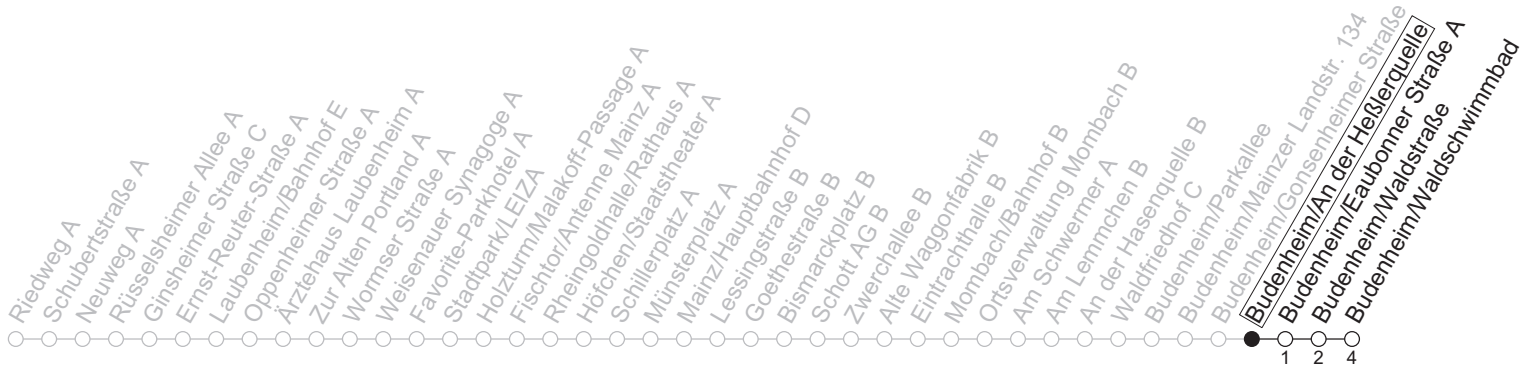 Riedweg A
Schubertstraße A
Neuweg A
Rüsselsheimer Allee A
Ginsheimer Straße C
Ernst-Reuter-Straße A
Laubenheim/Bahnhof E
Oppenheimer Straße A
Ärztehaus Laubenheim A
Zur Alten Portland A
Wormser Straße A
Weisenauer Synagoge A
Favorite-Parkhotel A
Stadtpark/LEIZA
Holzturm/Malakoff-Passage A
Fischtor/Antenne Mainz A
Rheingoldhalle/Rathaus A
Höfchen/Staatstheater A
Schillerplatz A
Münsterplatz A
Mainz/Hauptbahnhof D
Lessingstraße B
Goethestraße B
Bismarckplatz B
Schott AG B
Zwerchallee B
Alte Waggonfabrik B
Eintrachthalle B
Mombach/Bahnhof B
Ortsverwaltung Mombach B
Am Schwermer A
Am Lemmchen B
An der Hasenquelle B
Waldfriedhof C
Budenheim/Parkallee
Budenheim/Mainzer Landstr. 134
Budenheim/Gonsenheimer Straße
Budenheim/An der Heßlerquelle
Budenheim/Eaubonner Straße A
Budenheim/Waldstraße
Budenheim/Waldschwimmbad
1 2 4